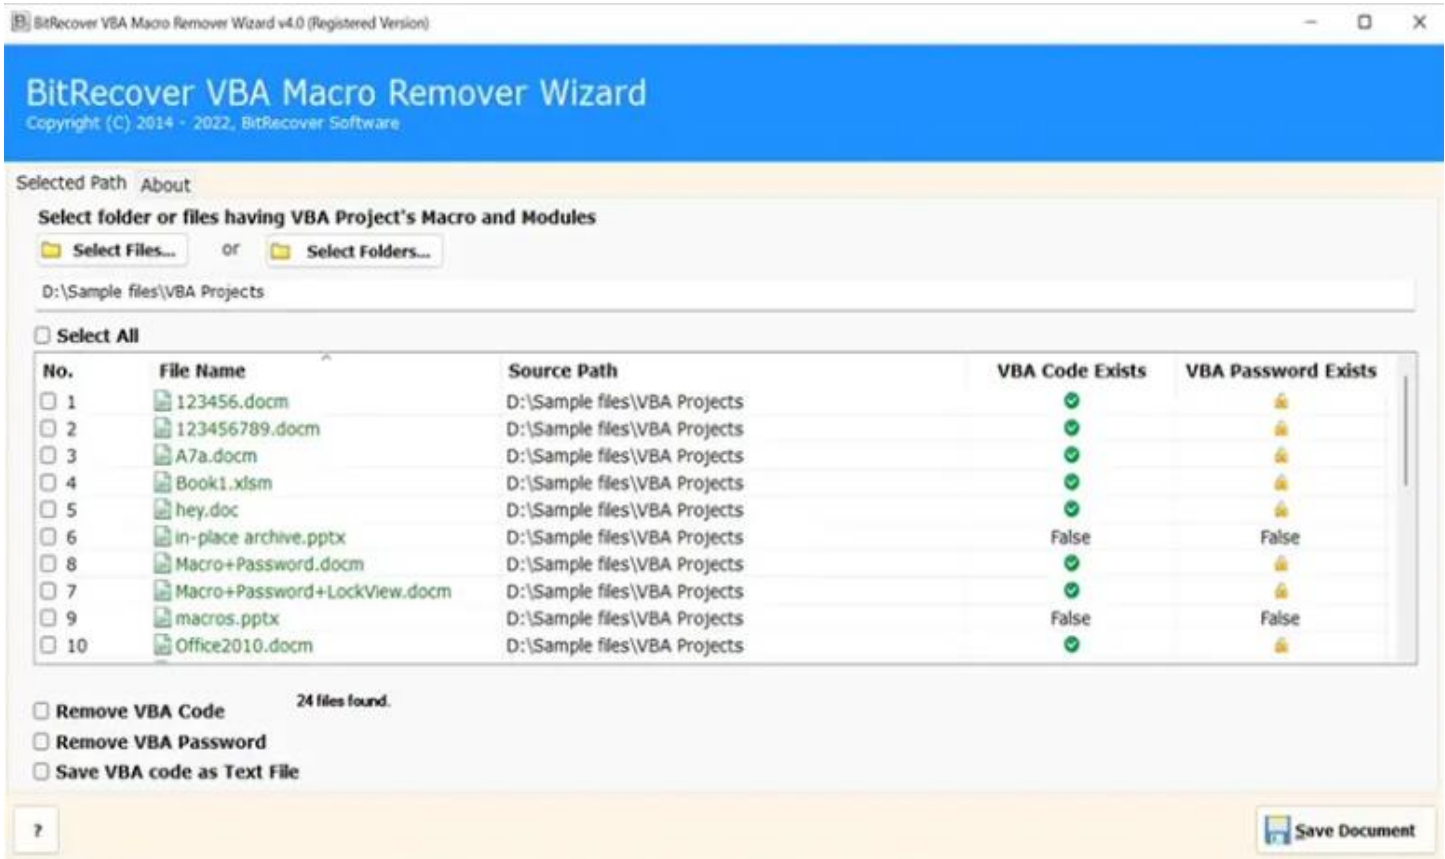 BitRecover VBA Macro Remover Wizard v4.0 (Registered Version)
BitRecover VBA Macro Remover Wizard
Copyright (C) 2014 - 2022, BitRecover Software
Selected Path About
Select folder or files having VBA Project's Macro and Modules
Select Files... or Select Folders...
D:\Sample files\VBA Projects
Select All
No. File Name Source Path VBA Code Exists VBA Password Exists
1 123456.docm D:\Sample files\VBA Projects
2 123456789.docm D:\Sample files\VBA Projects
3 A7a.docm D:\Sample files\VBA Projects
4 Book1.xlsm D:\Sample files\VBA Projects
5 hey.doc D:\Sample files\VBA Projects
6 in-place archive.pptx D:\Sample files\VBA Projects False False
8 Macro+Password.docm D:\Sample files\VBA Projects
7 Macro+Password+LockView.docm D:\Sample files\VBA Projects
9 macros.pptx D:\Sample files\VBA Projects False False
10 Office2010.docm D:\Sample files\VBA Projects
24 files found.
Remove VBA Code
Remove VBA Password
Save VBA code as Text File
? Save Document